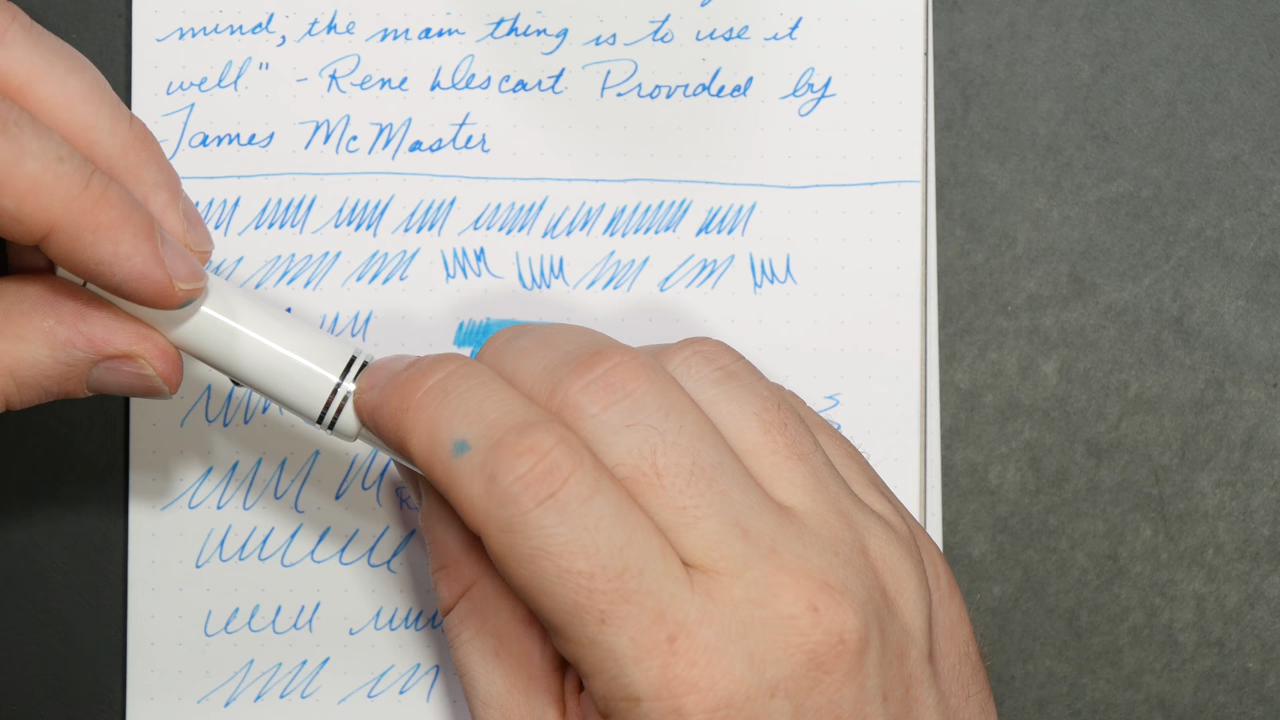 mind, the main thing is to use it
well" - Rene Descart Provided by
James McMaster